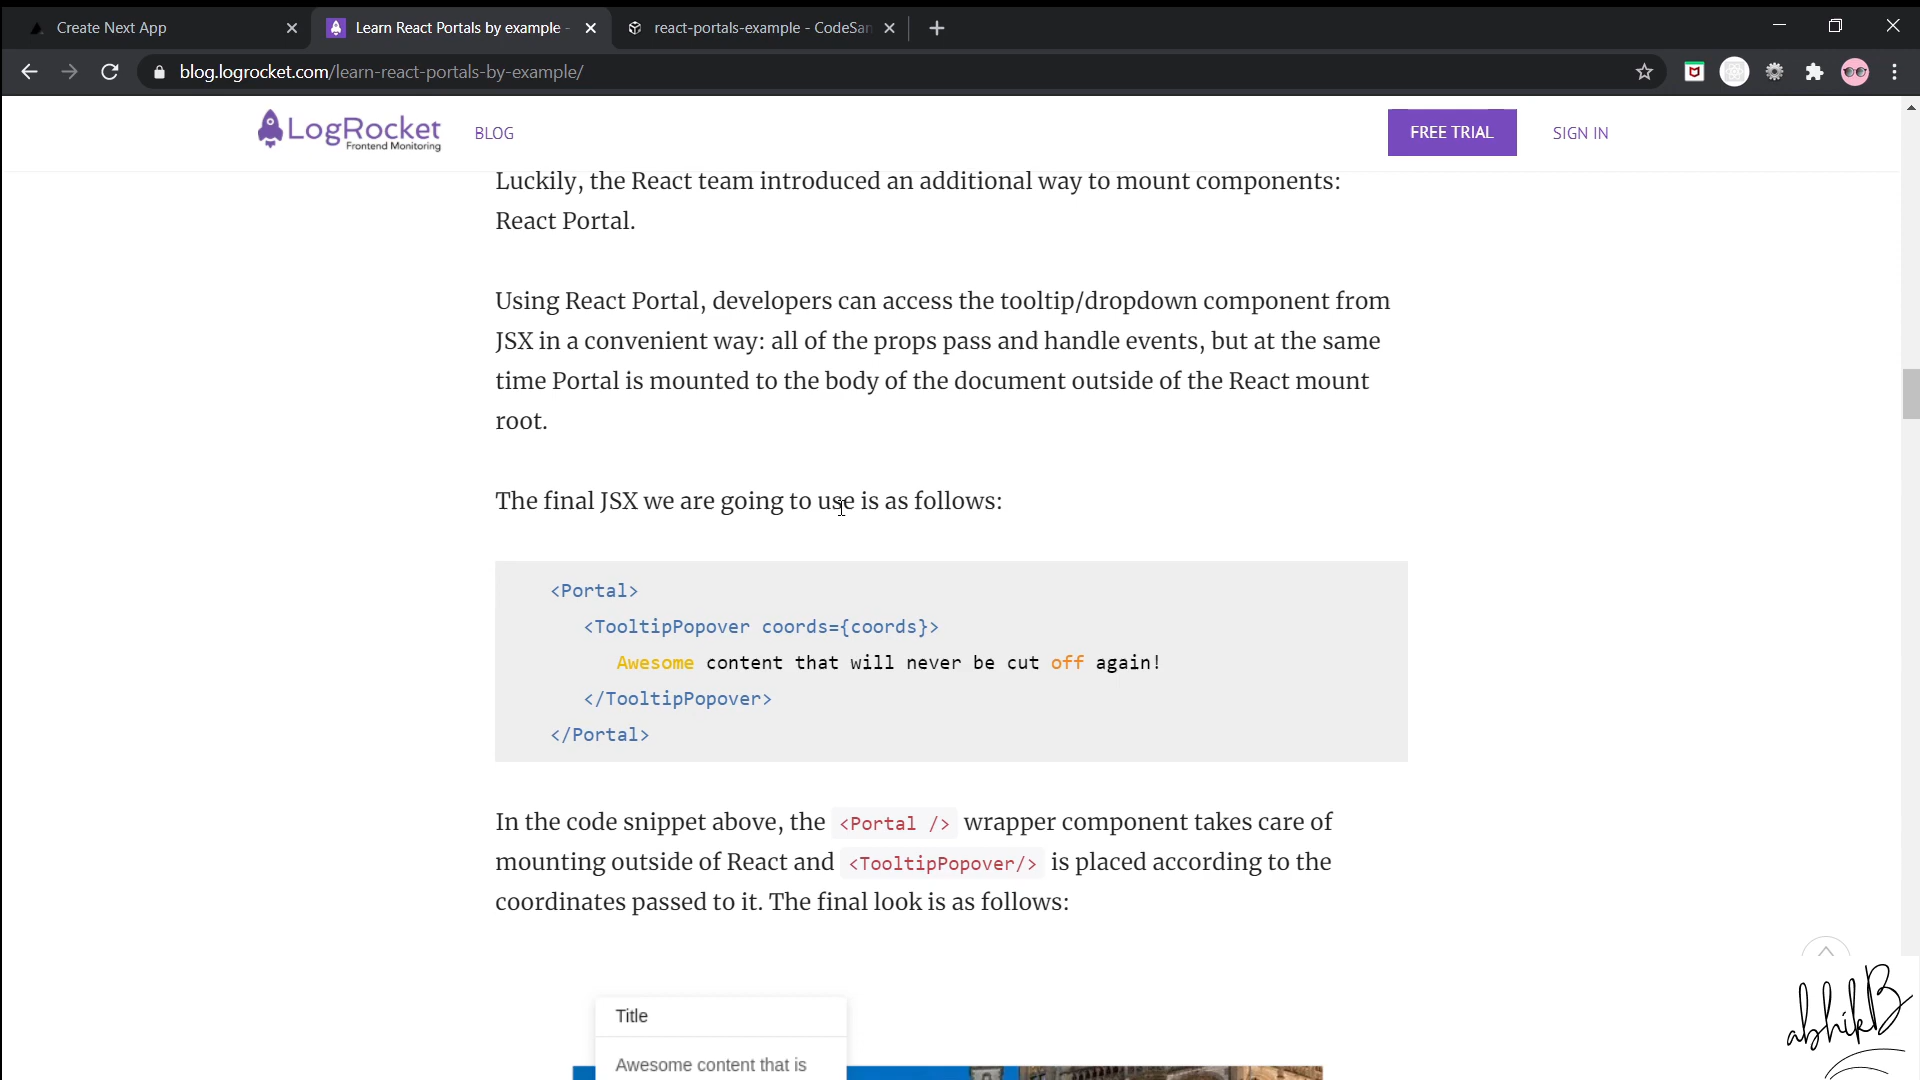 Create Next App
Learn React Portals by example -
react-portals-example - CodeSan
blog.logrocket.com/learn-react-portals-by-example/
LogRocket
Frontend Monitoring
BLOG
FREE TRIAL
SIGN IN
Luckily, the React team introduced an additional way to mount components:
React Portal.
Using React Portal, developers can access the tooltip/dropdown component from
JSX in a convenient way: all of the props pass and handle events, but at the same
time Portal is mounted to the body of the document outside of the React mount
root.
The final JSX we are going to use is as follows:
<Portal>
<TooltipPopover coords={coords}>
Awesome content that will never be cut off again!
</TooltipPopover>
</Portal>
In the code snippet above, the <Portal /> wrapper component takes care of
mounting outside of React and <TooltipPopover/> is placed according to the
coordinates passed to it. The final look is as follows:
Title
Awesome content that is
abhikB